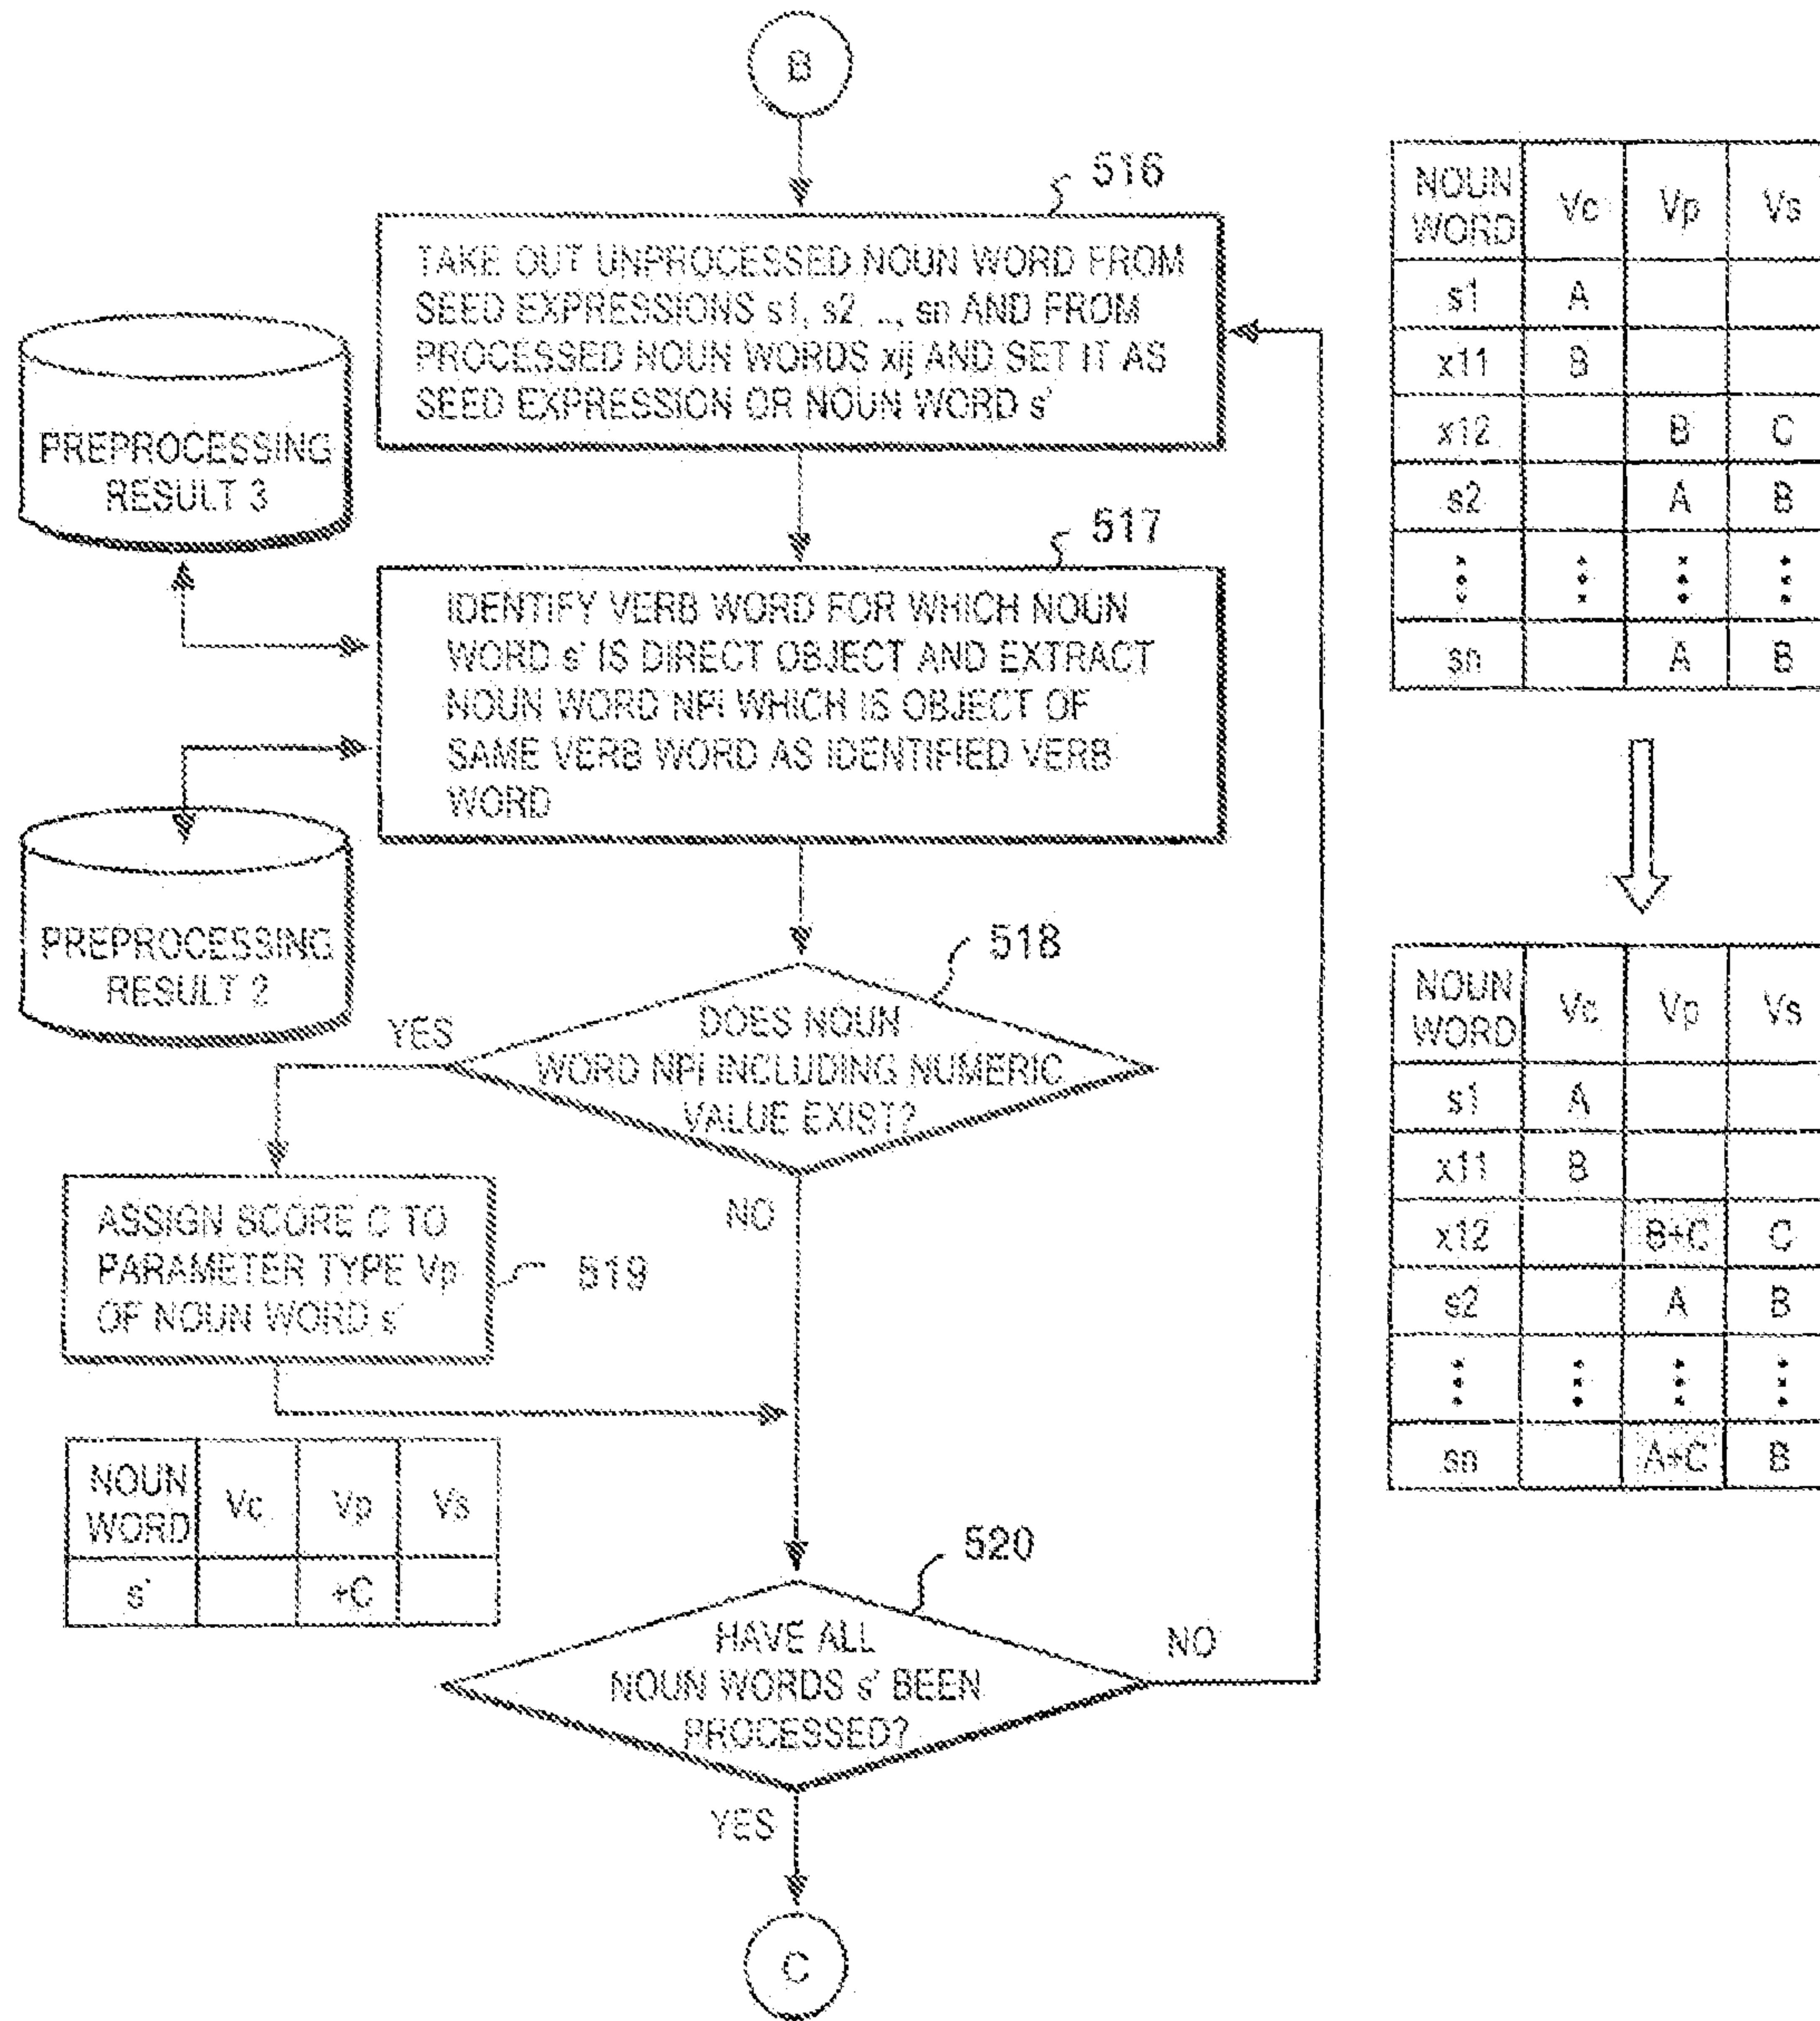 B
516
TAKE OUT UNPROCESSED NOUN WORD FROM
SEED EXPRESSIONS s1, s2 .., sn AND FROM
PROCESSED NOUN WORDS xij AND SET IT AS
SEED EXPRESSION OR NOUN WORD s'
PREPROCESSING
RESULT 3
517
IDENTIFY VERB WORD FOR WHICH NOUN
WORD s' IS DIRECT OBJECT AND EXTRACT
NOUN WORD NPi WHICH IS OBJECT OF
SAME VERB WORD AS IDENTIFIED VERB
WORD
PREPROCESSING
RESULT 2
518
DOES NOUN
WORD NPi INCLUDING NUMERIC
VALUE EXIST?
YES
NO
ASSIGN SCORE C TO
PARAMETER TYPE Vp
OF NOUN WORD s'
519
NOUN
WORD Vc Vp Vs
s' +C
520
HAVE ALL
NOUN WORDS s' BEEN
PROCESSED?
NO
YES
C
NOUN
WORD Vc Vp Vs
s1 A
x11 B
x12 B C
s2 A B
sn A B
NOUN
WORD Vc Vp Vs
s1 A
x11 B
x12 B+C C
s2 A B
sn A+C B